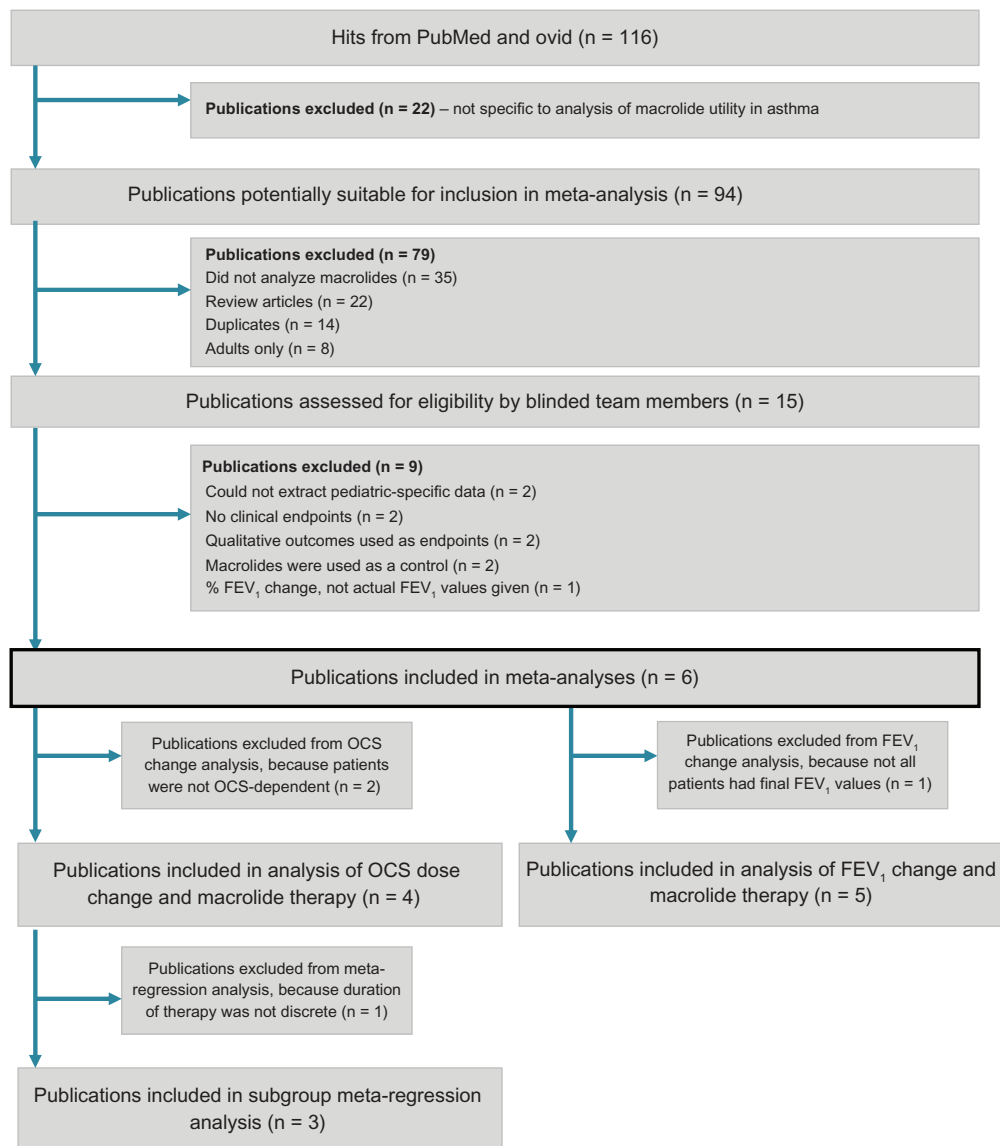 Hits from PubMed and ovid (n = 116)
Publications excluded (n = 22) – not specific to analysis of macrolide utility in asthma
Publications potentially suitable for inclusion in meta-analysis (n = 94)
Publications excluded (n = 79)
Did not analyze macrolides (n = 35)
Review articles (n = 22)
Duplicates (n = 14)
Adults only (n = 8)
Publications assessed for eligibility by blinded team members (n = 15)
Publications excluded (n = 9)
Could not extract pediatric-specific data (n = 2)
No clinical endpoints (n = 2)
Qualitative outcomes used as endpoints (n = 2)
Macrolides were used as a control (n = 2)
% FEV₁ change, not actual FEV₁ values given (n = 1)
Publications included in meta-analyses (n = 6)
Publications excluded from OCS
change analysis, because patients
were not OCS-dependent (n = 2)
Publications excluded from FEV₁
change analysis, because not all
patients had final FEV₁ values (n = 1)
Publications included in analysis of OCS dose
change and macrolide therapy (n = 4)
Publications included in analysis of FEV₁ change and
macrolide therapy (n = 5)
Publications excluded from meta-
regression analysis, because duration
of therapy was not discrete (n = 1)
Publications included in subgroup meta-regression
analysis (n = 3)